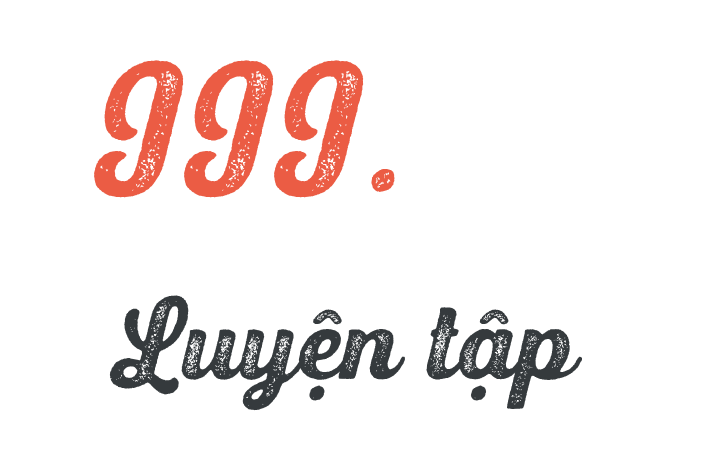 III.
Luyện tập